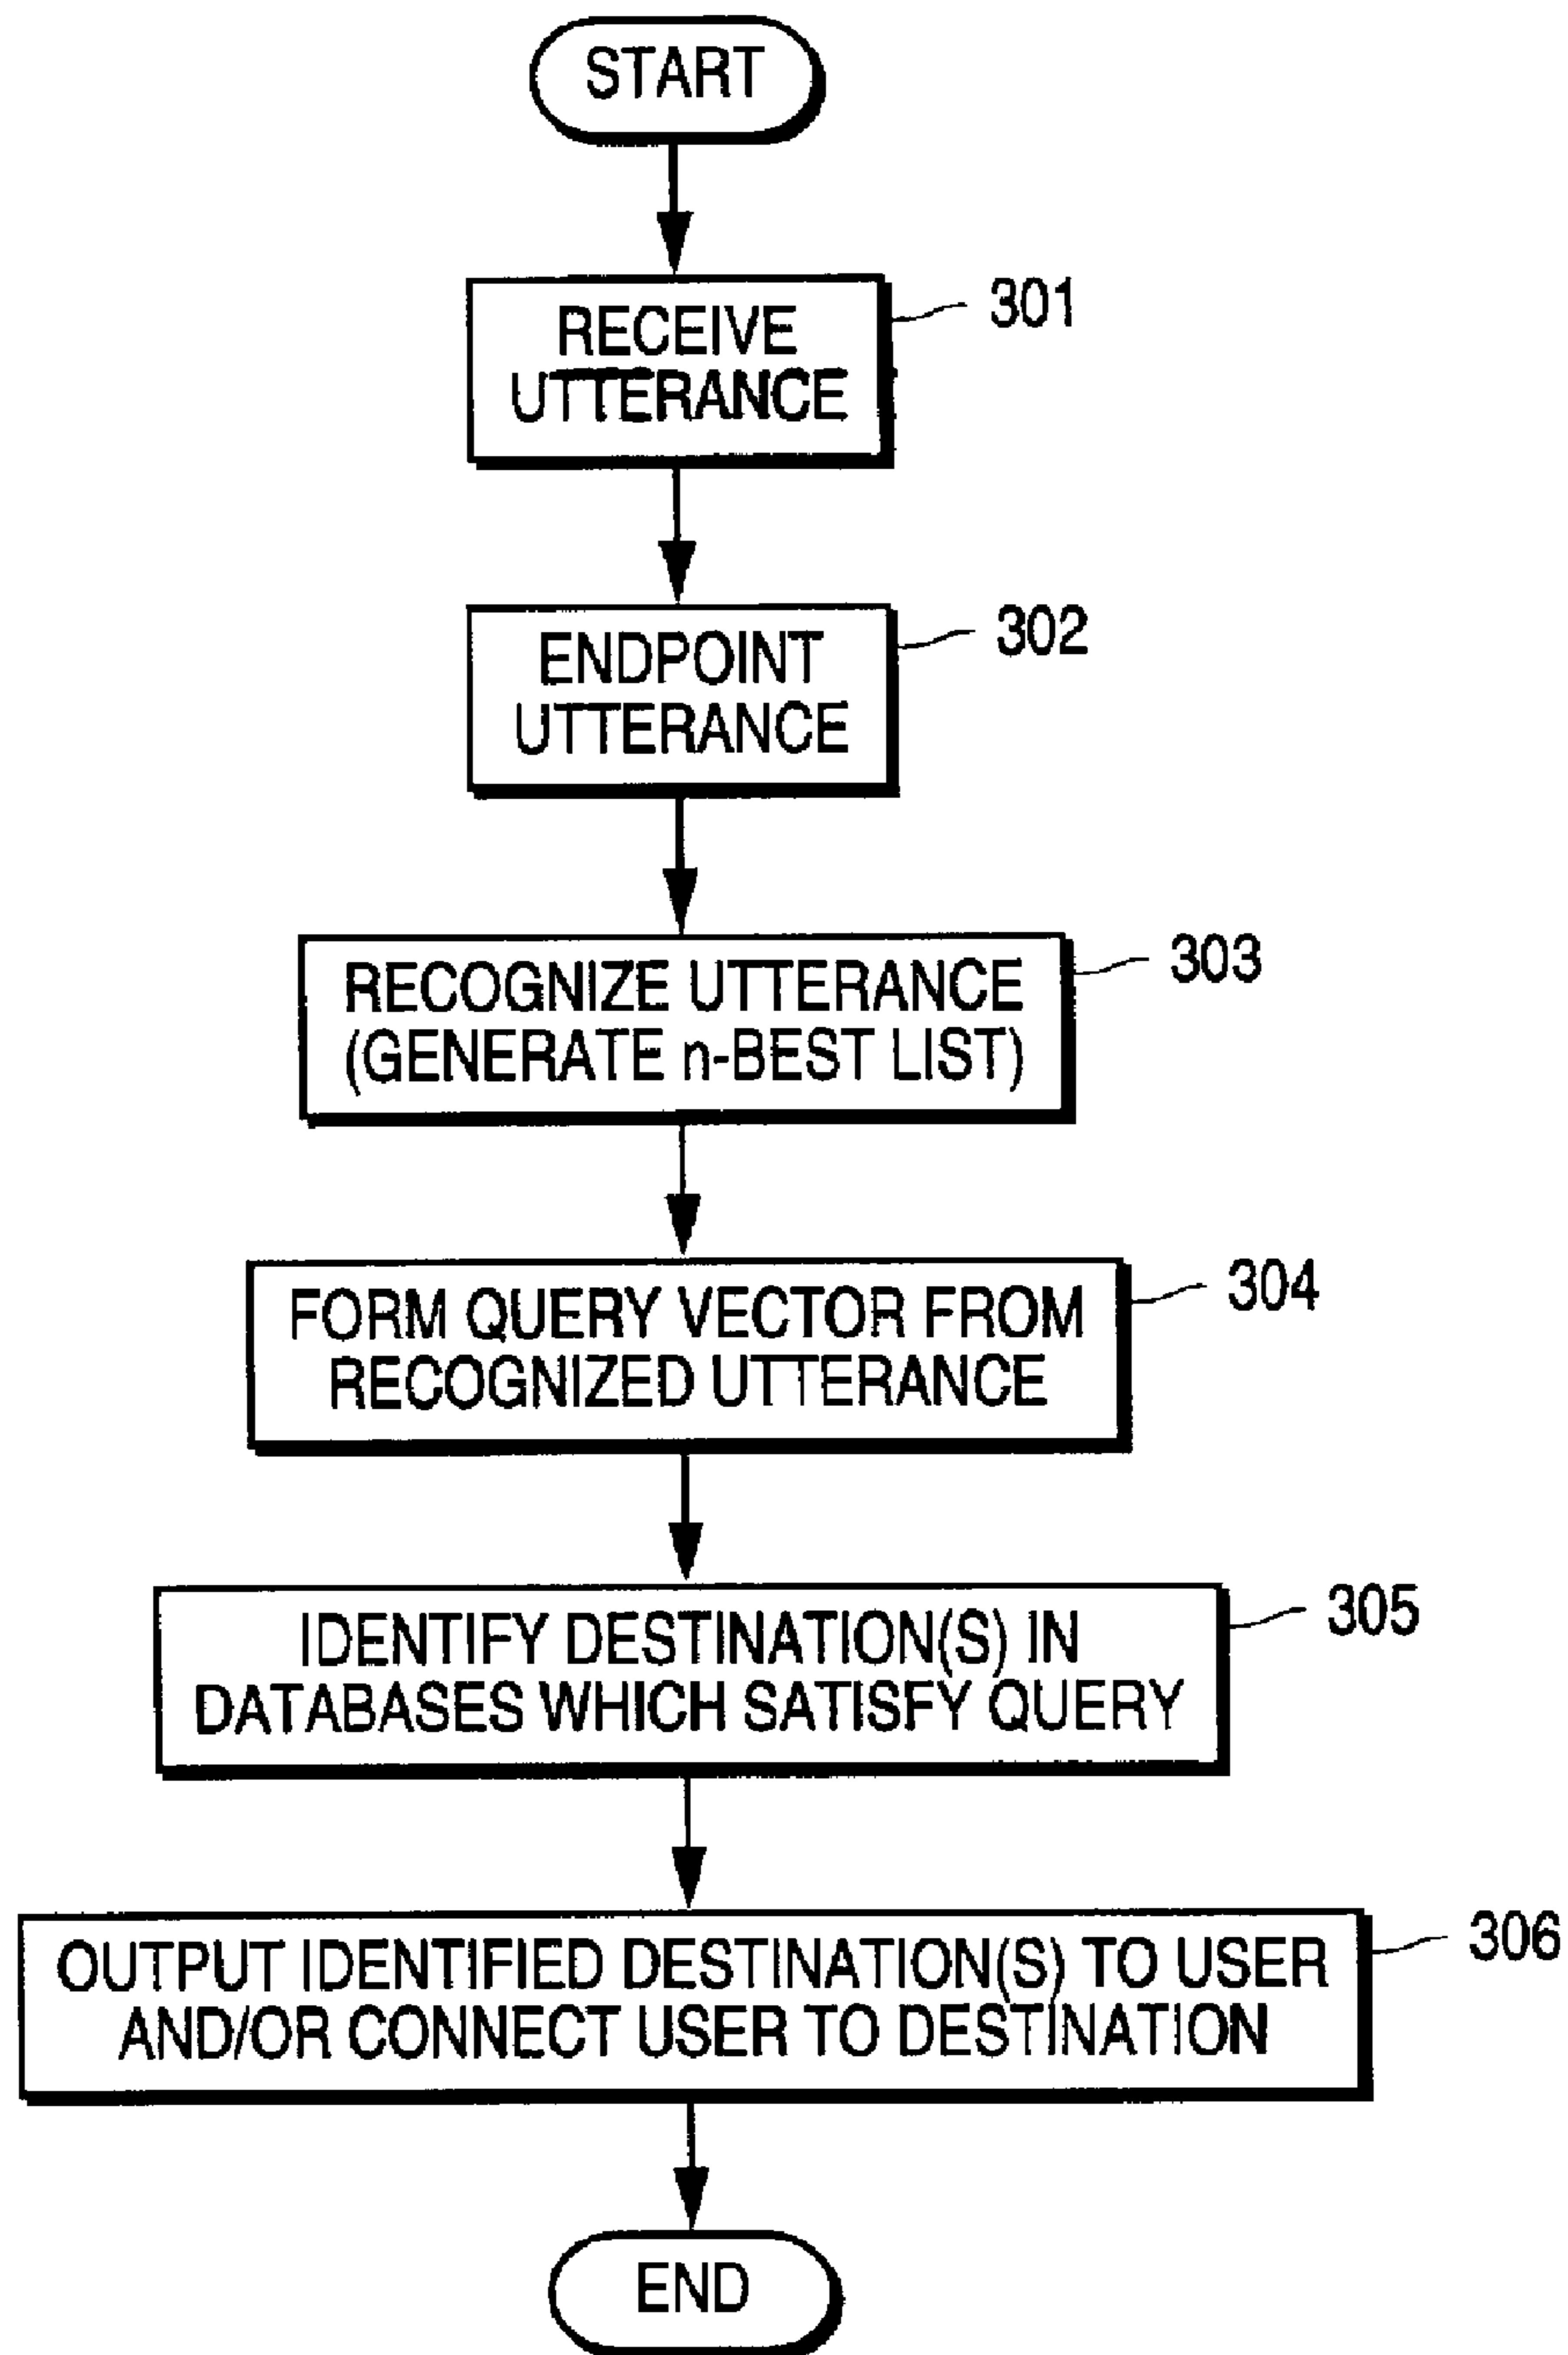 START
RECEIVE
UTTERANCE
301
ENDPOINT
UTTERANCE
302
RECOGNIZE UTTERANCE
(GENERATE n-BEST LIST)
303
FORM QUERY VECTOR FROM
RECOGNIZED UTTERANCE
304
IDENTIFY DESTINATION(S) IN
DATABASES WHICH SATISFY QUERY
305
OUTPUT IDENTIFIED DESTINATION(S) TO USER
AND/OR CONNECT USER TO DESTINATION
306
END